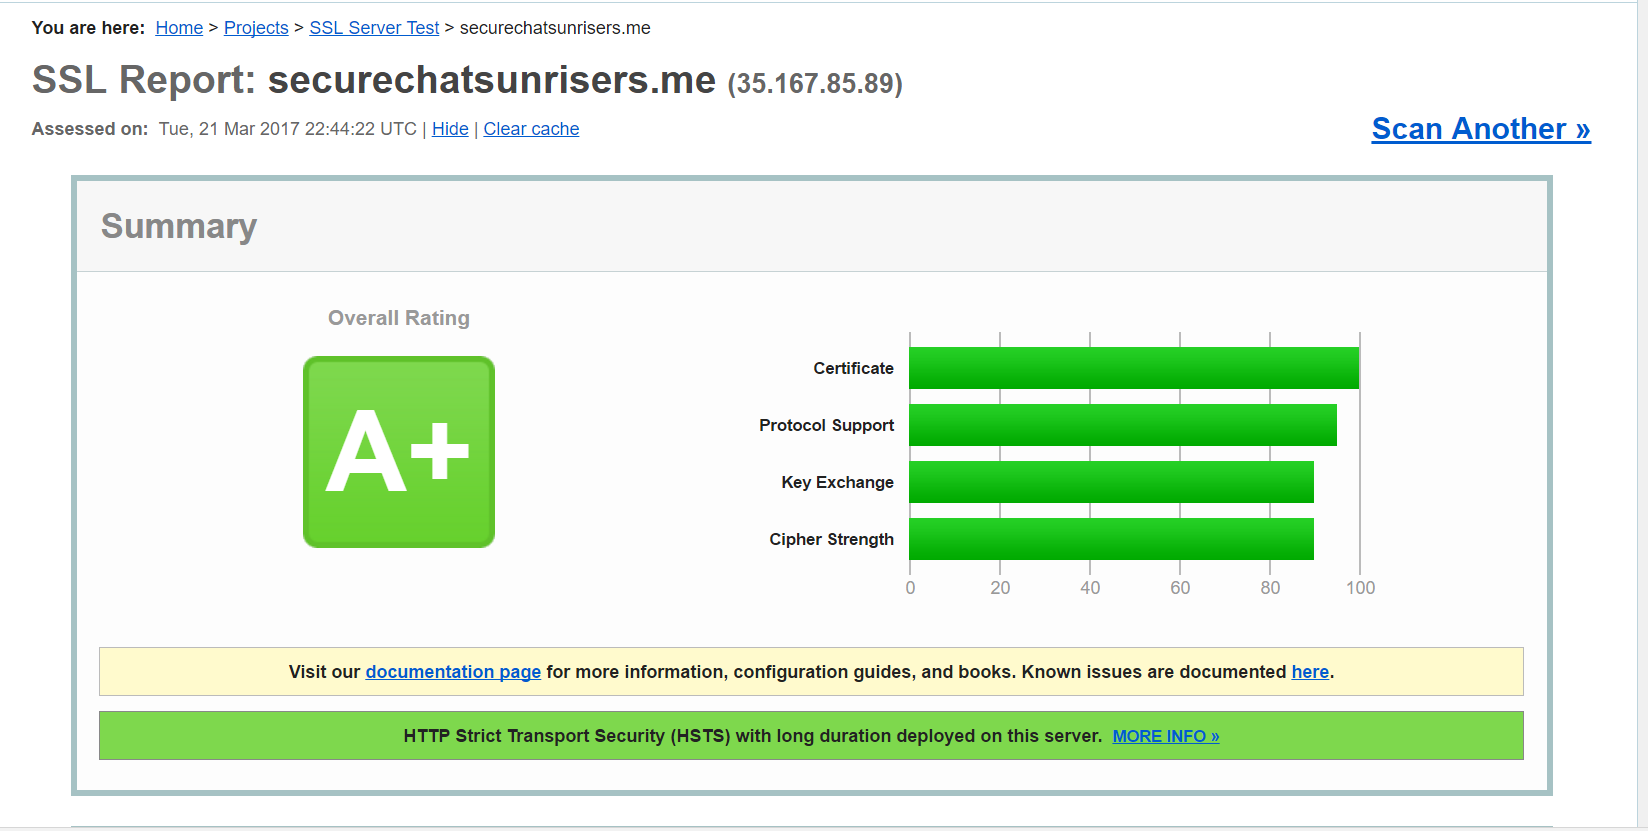 You are here: Home > Projects > SSL Server Test > securechatsunrisers.me
SSL Report: securechatsunrisers.me (35.167.85.89)
Assessed on: Tue, 21 Mar 2017 22:44:22 UTC | Hide | Clear cache
Scan Another »
Summary
Overall Rating
A+
Certificate
Protocol Support
Key Exchange
Cipher Strength
0 20 40 60 80 100
Visit our documentation page for more information, configuration guides, and books. Known issues are documented here.
HTTP Strict Transport Security (HSTS) with long duration deployed on this server. MORE INFO »